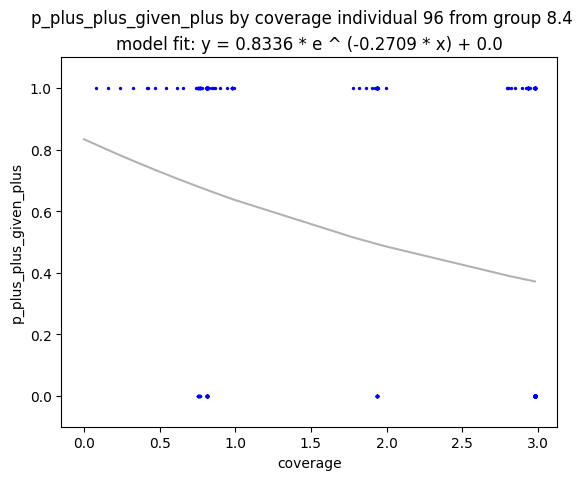 p_plus_plus_given_plus by coverage individual 96 from group 8.4
model fit: y = 0.8336 * e ^ (-0.2709 * x) + 0.0
p_plus_plus_given_plus
1.0
0.8
0.6
0.4
0.2
0.0
0.0 0.5 1.0 1.5 2.0 2.5 3.0
coverage